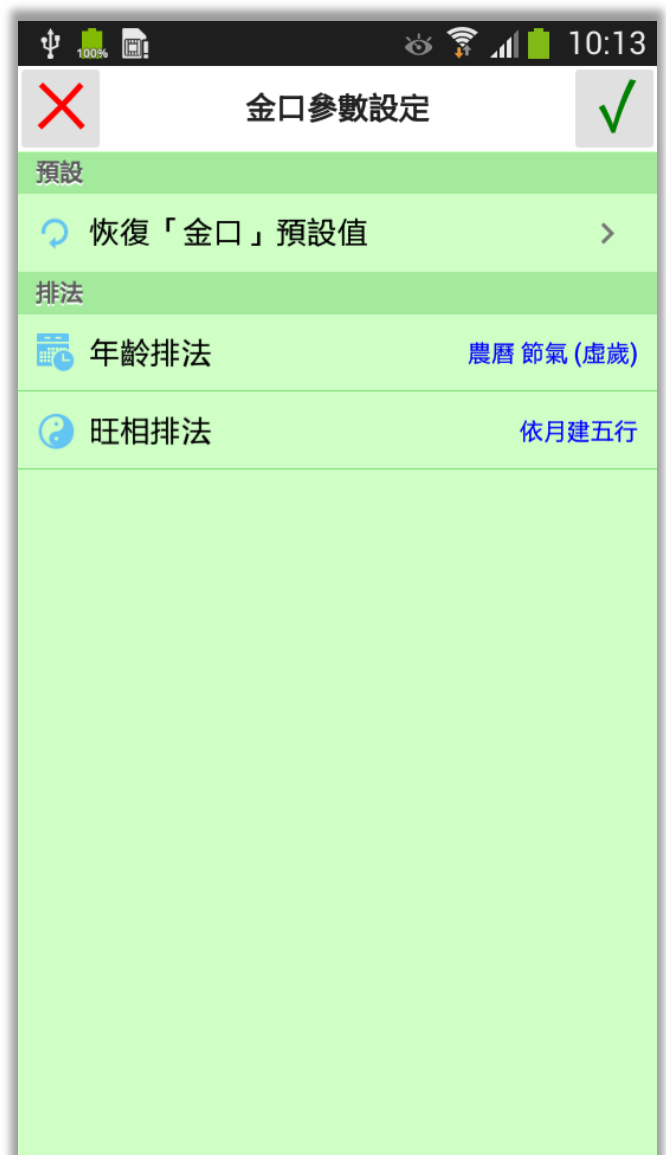 100%
10:13
金口參數設定
預設
恢復「金口」預設值
排法
年齡排法 農曆 節氣 (虛歲)
旺相排法 依月建五行